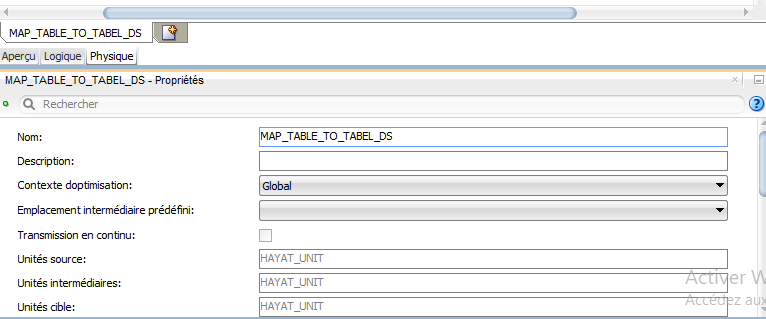 MAP_TABLE_TO_TABEL_DS
Aperçu Logique Physique
MAP_TABLE_TO_TABEL_DS - Propriétés
Rechercher
Nom: MAP_TABLE_TO_TABEL_DS
Description:
Contexte doptimisation: Global
Emplacement intermédiaire prédéfini:
Transmission en continu:
Unités source: HAYAT_UNIT
Unités intermédiaires: HAYAT_UNIT
Unités cible: HAYAT_UNIT
Activer W
Accédez aux